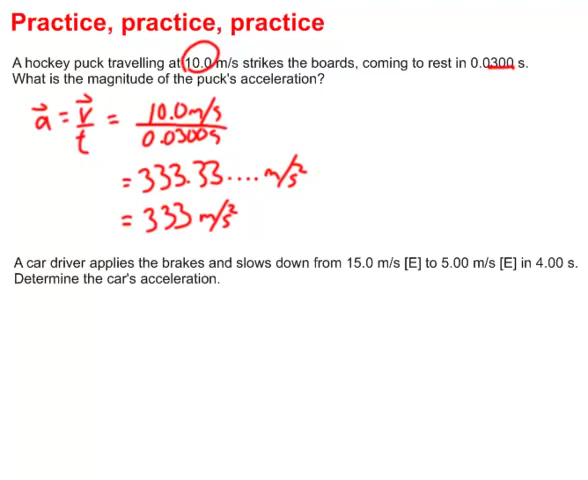 Practice, practice, practice
A hockey puck travelling at 10.0 m/s strikes the boards, coming to rest in 0.0300 s.
What is the magnitude of the puck's acceleration?
a⃗ = v⃗/t = 10.0m/s / 0.0300s
= 333.33.... m/s²
= 333 m/s²
A car driver applies the brakes and slows down from 15.0 m/s [E] to 5.00 m/s [E] in 4.00 s.
Determine the car's acceleration.